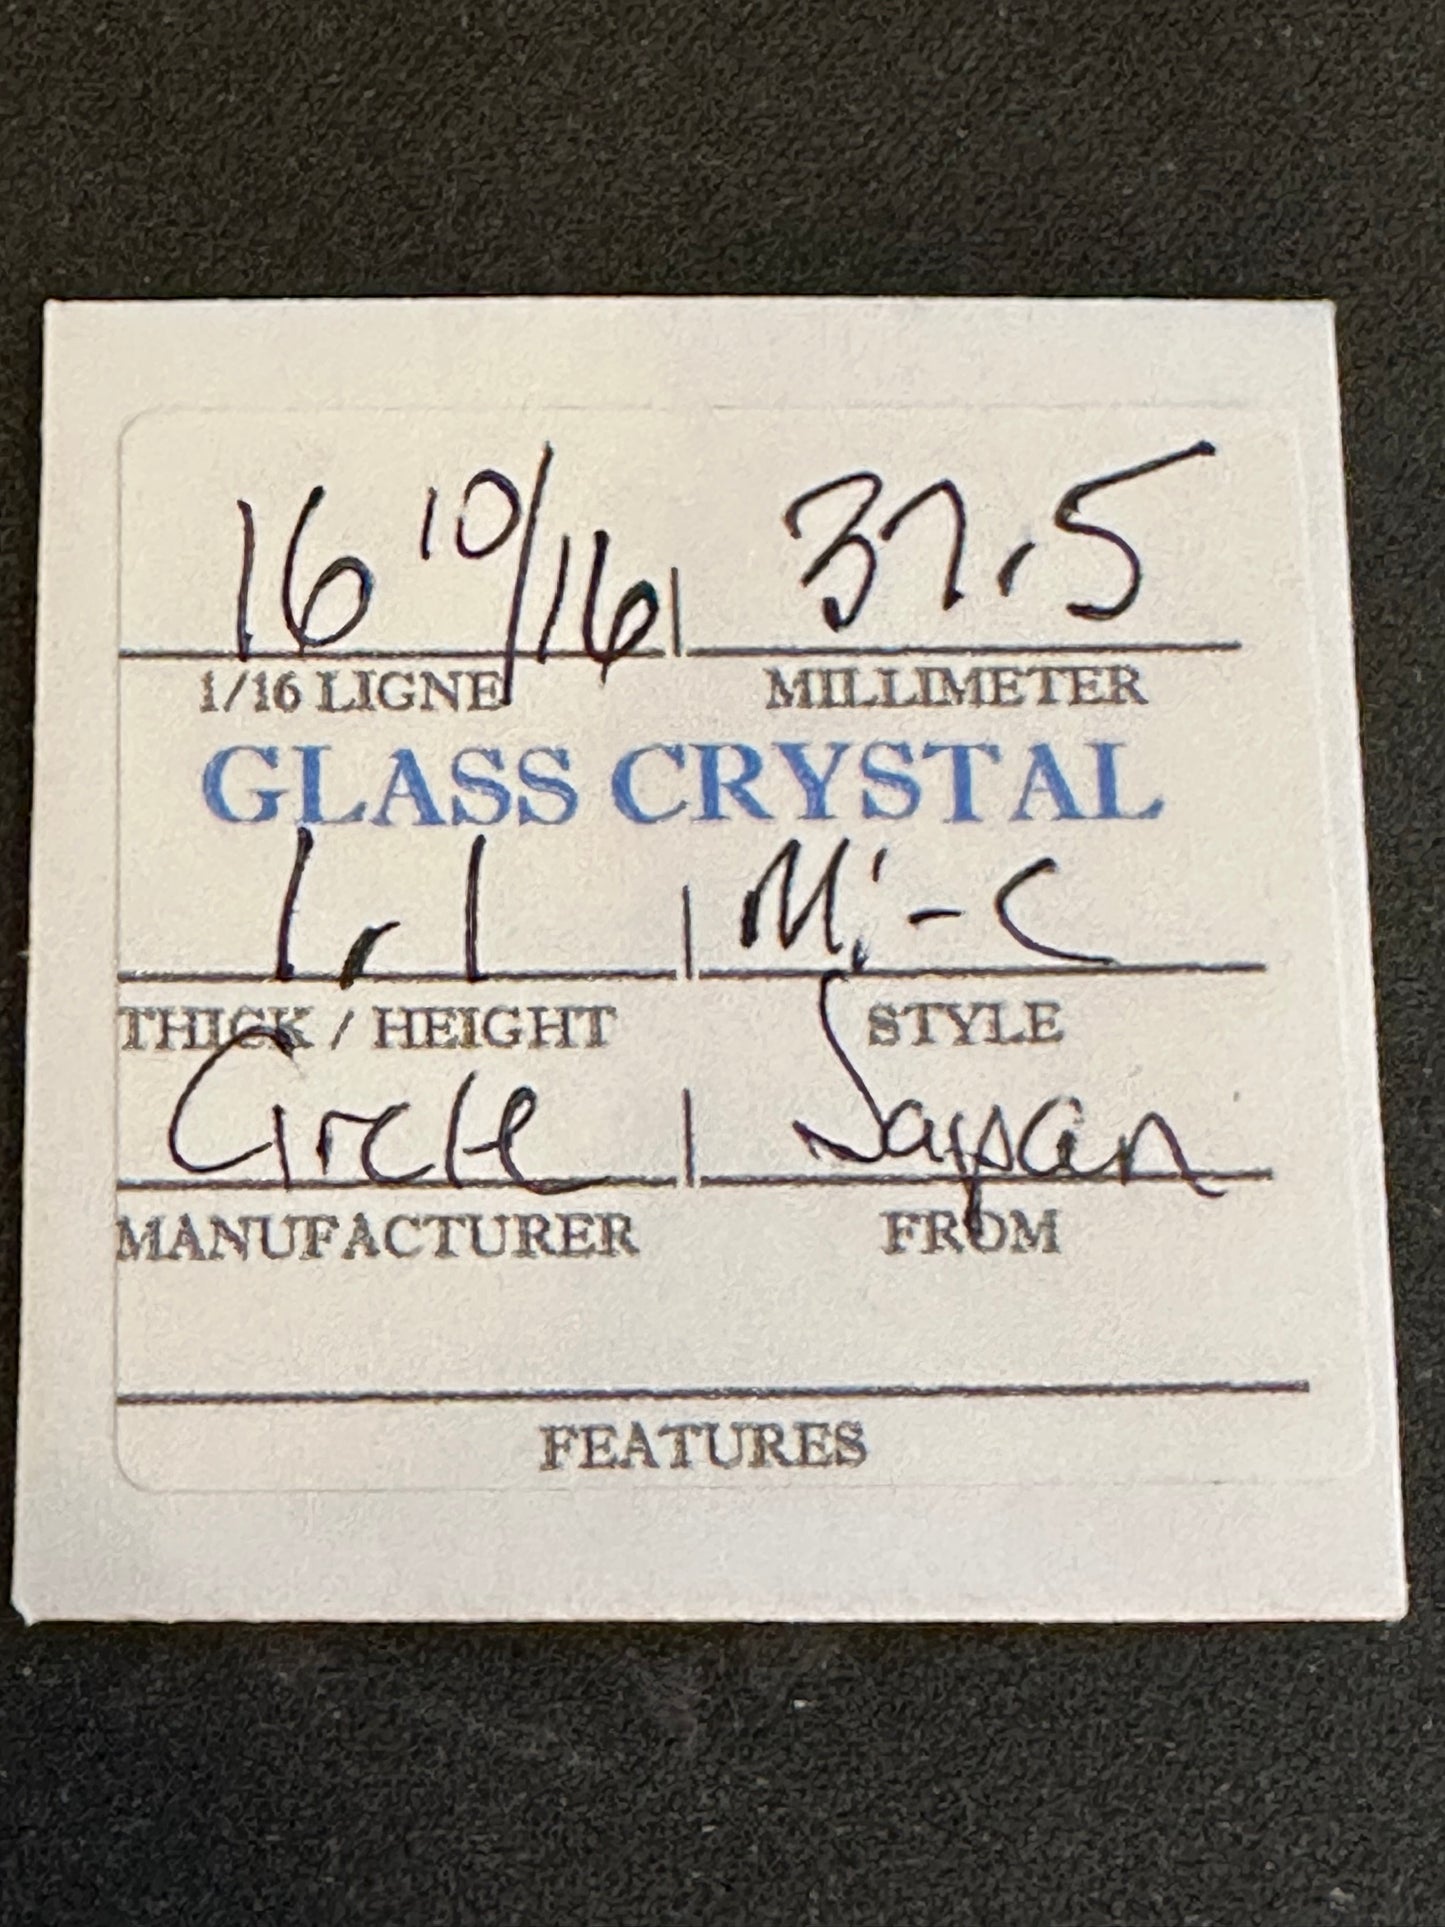 16 10/16 | 37.5
1/16 LIGNE MILLIMETER
GLASS CRYSTAL
1.1 | Mi-C
THICK / HEIGHT STYLE
Circle | Japan
MANUFACTURER FROM
FEATURES